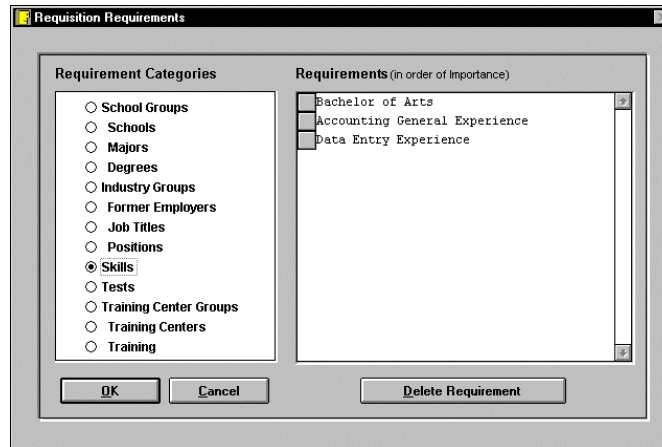 Requisition Requirements
Requirement Categories
School Groups
Schools
Majors
Degrees
Industry Groups
Former Employers
Job Titles
Positions
Skills
Tests
Training Center Groups
Training Centers
Training
Requirements (in order of Importance)
Bachelor of Arts
Accounting General Experience
Data Entry Experience
OK
Cancel
Delete Requirement